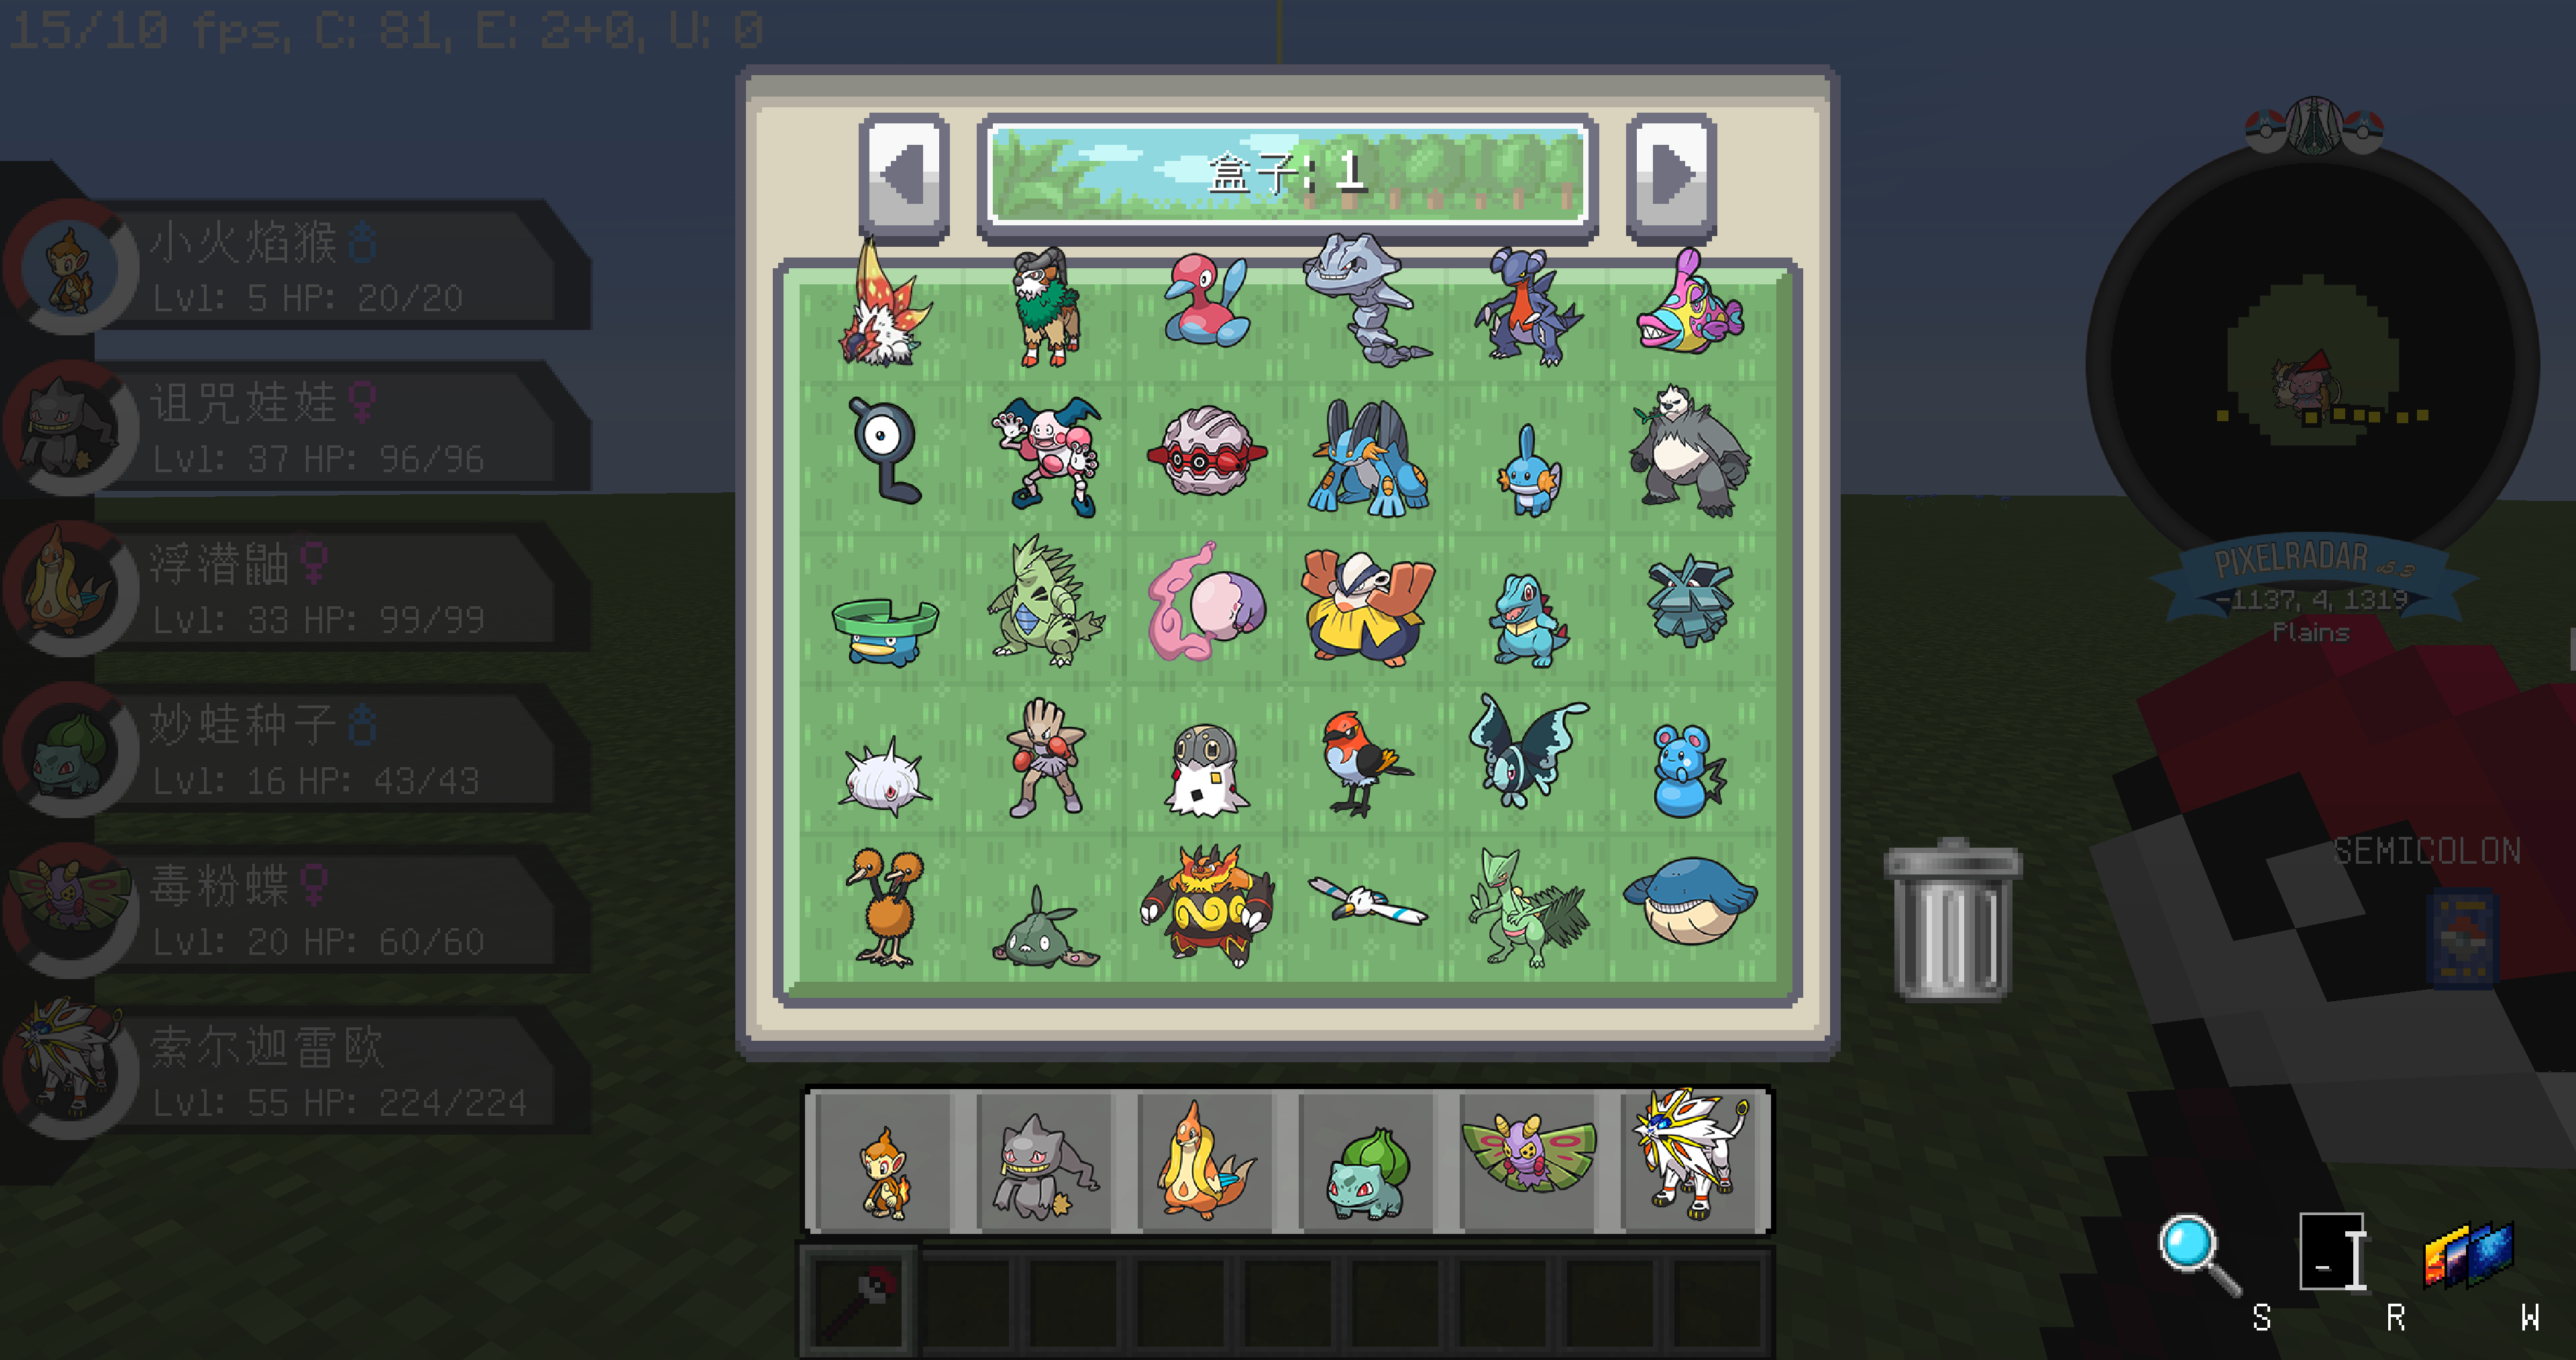 15/10 fps, C: 81, E: 2+0, U: 0
盒子: 1
小火焰猴♂
Lvl: 5 HP: 20/20
诅咒娃娃♀
Lvl: 37 HP: 96/96
浮潜鼬♀
Lvl: 33 HP: 99/99
妙蛙种子♂
Lvl: 16 HP: 43/43
毒粉蝶♀
Lvl: 20 HP: 60/60
索尔迦雷欧
Lvl: 55 HP: 224/224
PIXELRADAR v5.3
-1137, 4, 1319
Plains
SEMICOLON
S R W